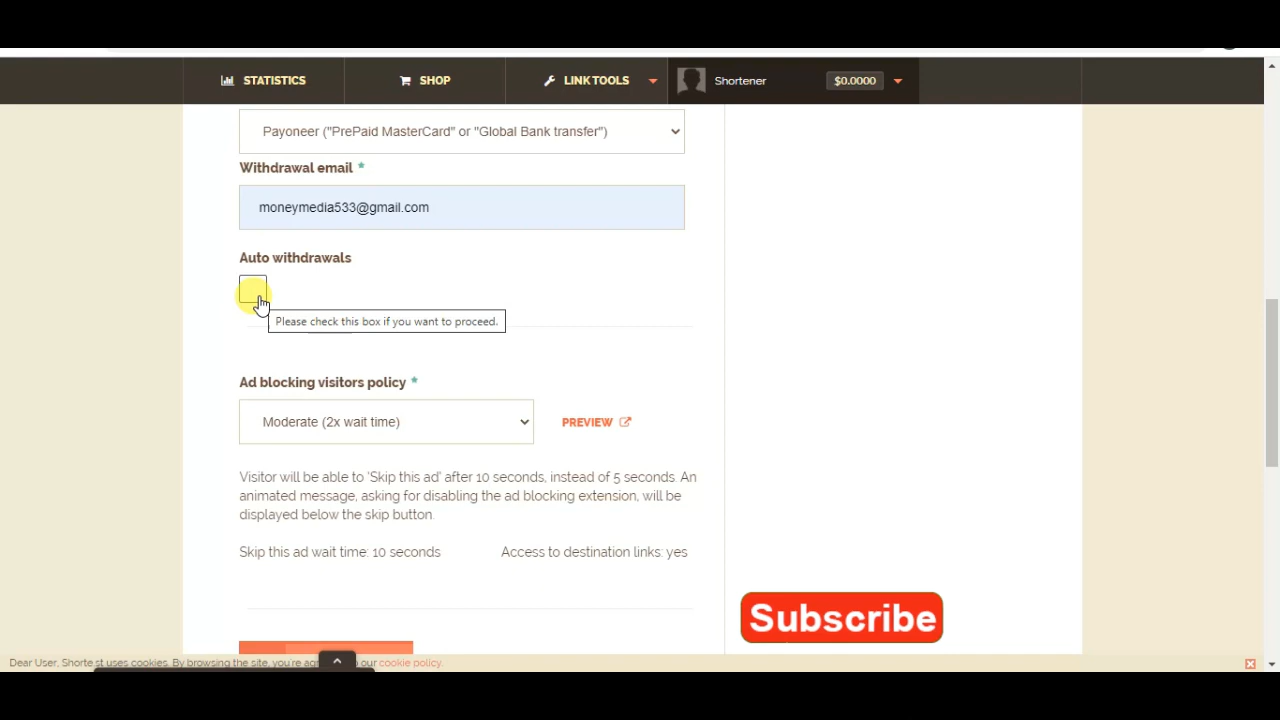 STATISTICS SHOP LINK TOOLS Shortener $0.0000
Payoneer ("PrePaid MasterCard" or "Global Bank transfer")
Withdrawal email *
moneymedia533@gmail.com
Auto withdrawals
Please check this box if you want to proceed.
Ad blocking visitors policy *
Moderate (2x wait time) PREVIEW
Visitor will be able to 'Skip this ad' after 10 seconds, instead of 5 seconds. An
animated message, asking for disabling the ad blocking extension, will be
displayed below the skip button.
Skip this ad wait time: 10 seconds Access to destination links: yes
Subscribe
Dear User, Shorte.st uses cookies. By browsing the site, you're our cookie policy.